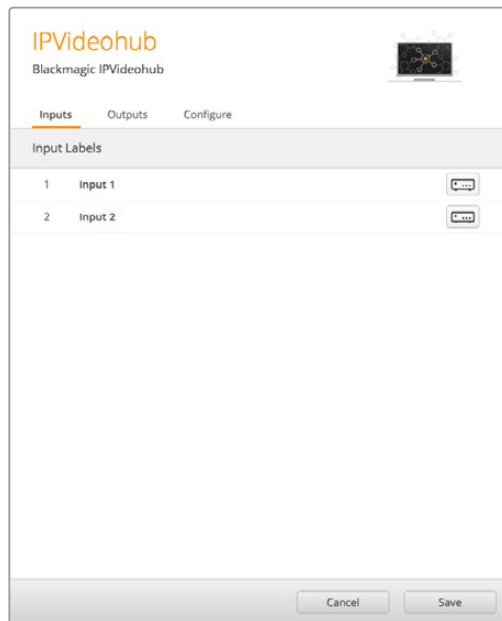 IPVideohub
Blackmagic IPVideohub
Inputs Outputs Configure
Input Labels
1 Input 1
2 Input 2
Cancel Save